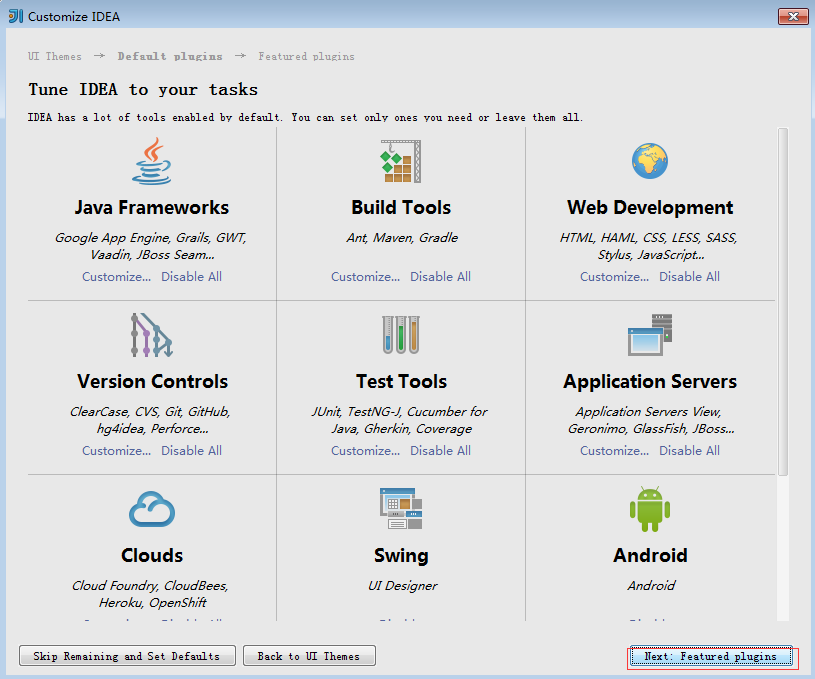 Customize IDEA
UI Themes → Default plugins → Featured plugins
Tune IDEA to your tasks
IDEA has a lot of tools enabled by default. You can set only ones you need or leave them all.
Java Frameworks
Google App Engine, Grails, GWT,
Vaadin, JBoss Seam...
Customize... Disable All
Build Tools
Ant, Maven, Gradle
Customize... Disable All
Web Development
HTML, HAML, CSS, LESS, SASS,
Stylus, JavaScript...
Customize... Disable All
Version Controls
ClearCase, CVS, Git, GitHub,
hg4idea, Perforce...
Customize... Disable All
Test Tools
JUnit, TestNG-J, Cucumber for
Java, Gherkin, Coverage
Customize... Disable All
Application Servers
Application Servers View,
Geronimo, GlassFish, JBoss...
Customize... Disable All
Clouds
Cloud Foundry, CloudBees,
Heroku, OpenShift
Swing
UI Designer
Android
Android
Skip Remaining and Set Defaults
Back to UI Themes
Next: Featured plugins